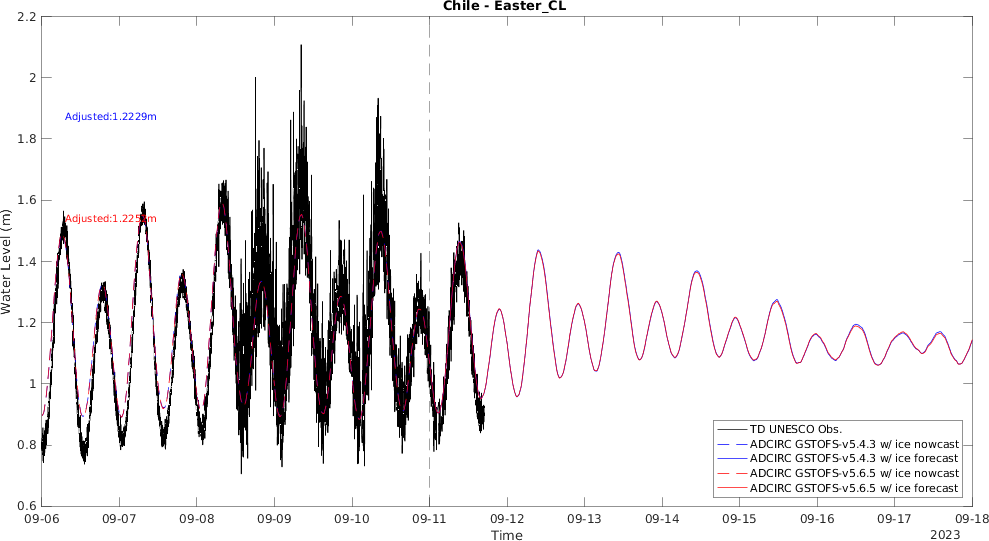 Chile - Easter_CL
2.2
2
1.8
1.6
1.4
1.2
1
0.8
0.6
Water Level (m)
Adjusted:1.2229m
TD UNESCO Obs.
ADCIRC GSTOFS-v5.4.3 w/ ice nowcast
ADCIRC GSTOFS-v5.4.3 w/ ice forecast
ADCIRC GSTOFS-v5.6.5 w/ ice nowcast
ADCIRC GSTOFS-v5.6.5 w/ ice forecast
09-06 09-07 09-08 09-09 09-10 09-11 09-12 09-13 09-14 09-15 09-16 09-17 09-18
Time
2023